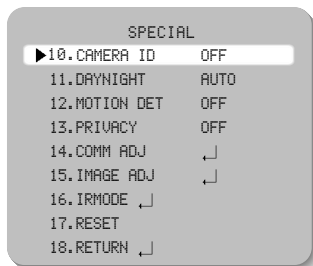 SPECIAL
▶10.CAMERA ID OFF
11.DAYNIGHT AUTO
12.MOTION DET OFF
13.PRIVACY OFF
14.COMM ADJ ↵
15.IMAGE ADJ ↵
16.IRMODE ↵
17.RESET
18.RETURN ↵